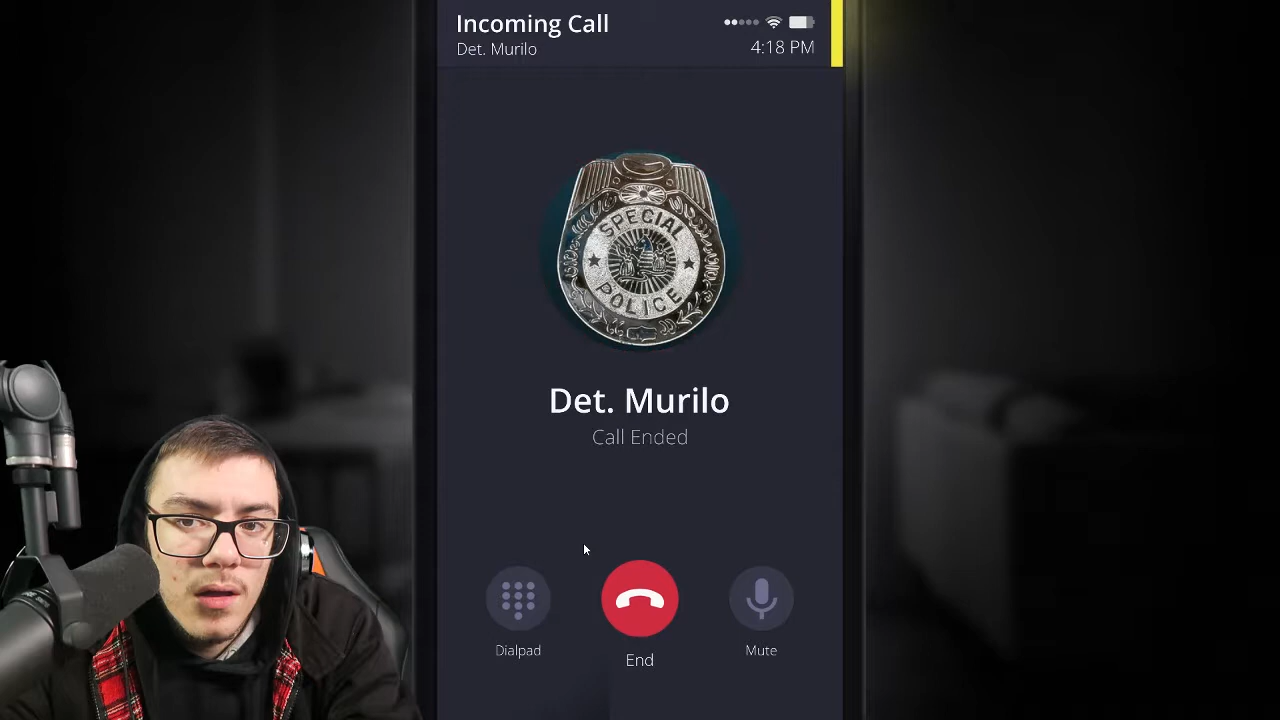 Incoming Call
Det. Murilo
4:18 PM
SPECIAL
POLICE
Det. Murilo
Call Ended
Dialpad
End
Mute